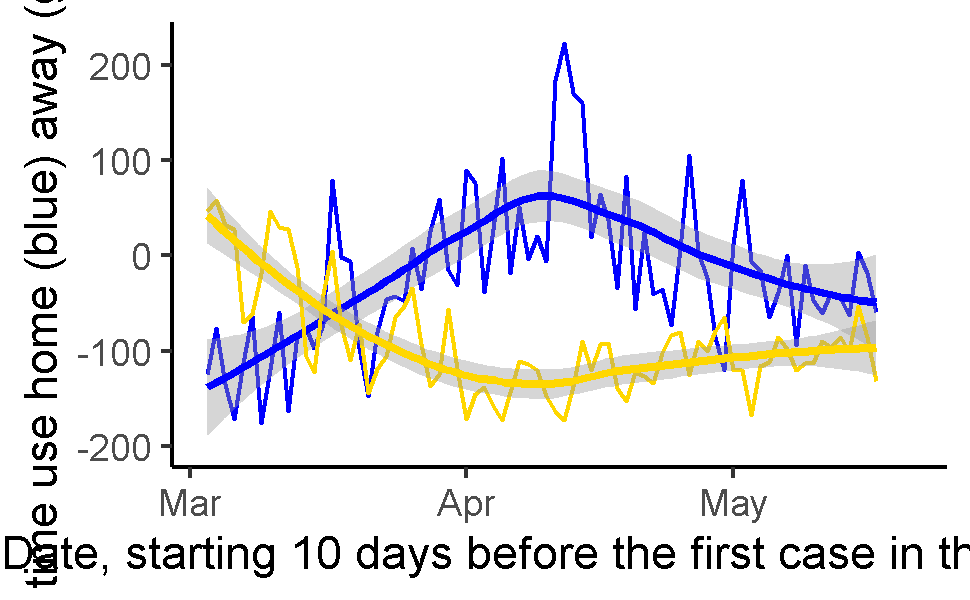 time use home (blue) away (
200
100
0
-100
-200
Mar Apr May
Date, starting 10 days before the first case in th